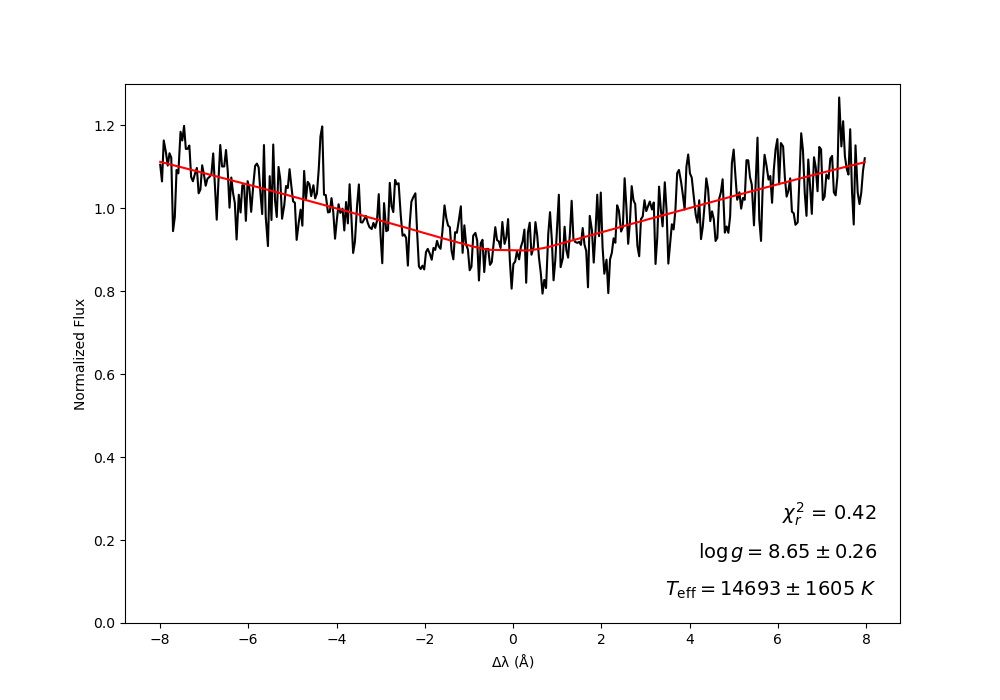 1.2
1.0
0.8
0.6
0.4
0.2
0.0
Normalized Flux
χ²ᵣ = 0.42
log g = 8.65 ± 0.26
T_eff = 14693 ± 1605 K
−8 −6 −4 −2 0 2 4 6 8
Δλ (Å)